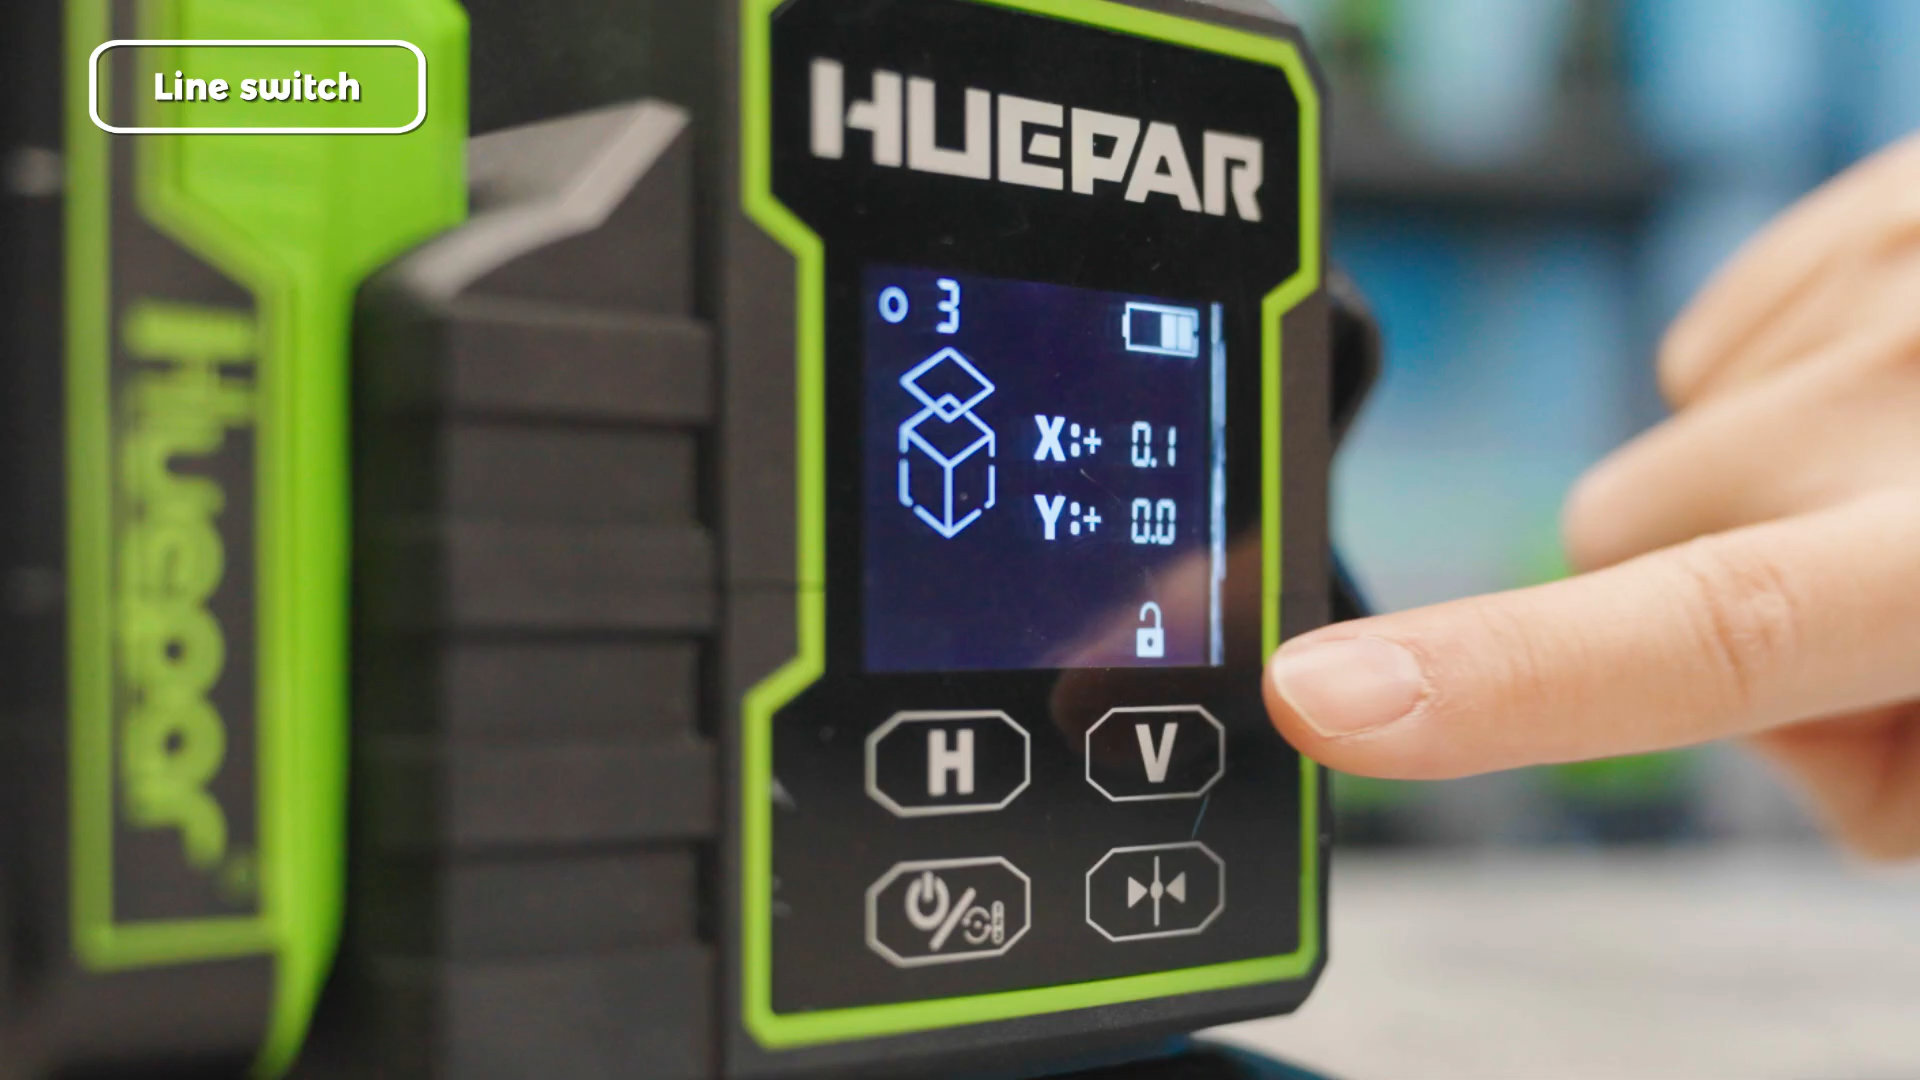 Line switch
HUEPAR
Huepar
o 3
X:+ 0.1
Y:+ 0.0
H
V